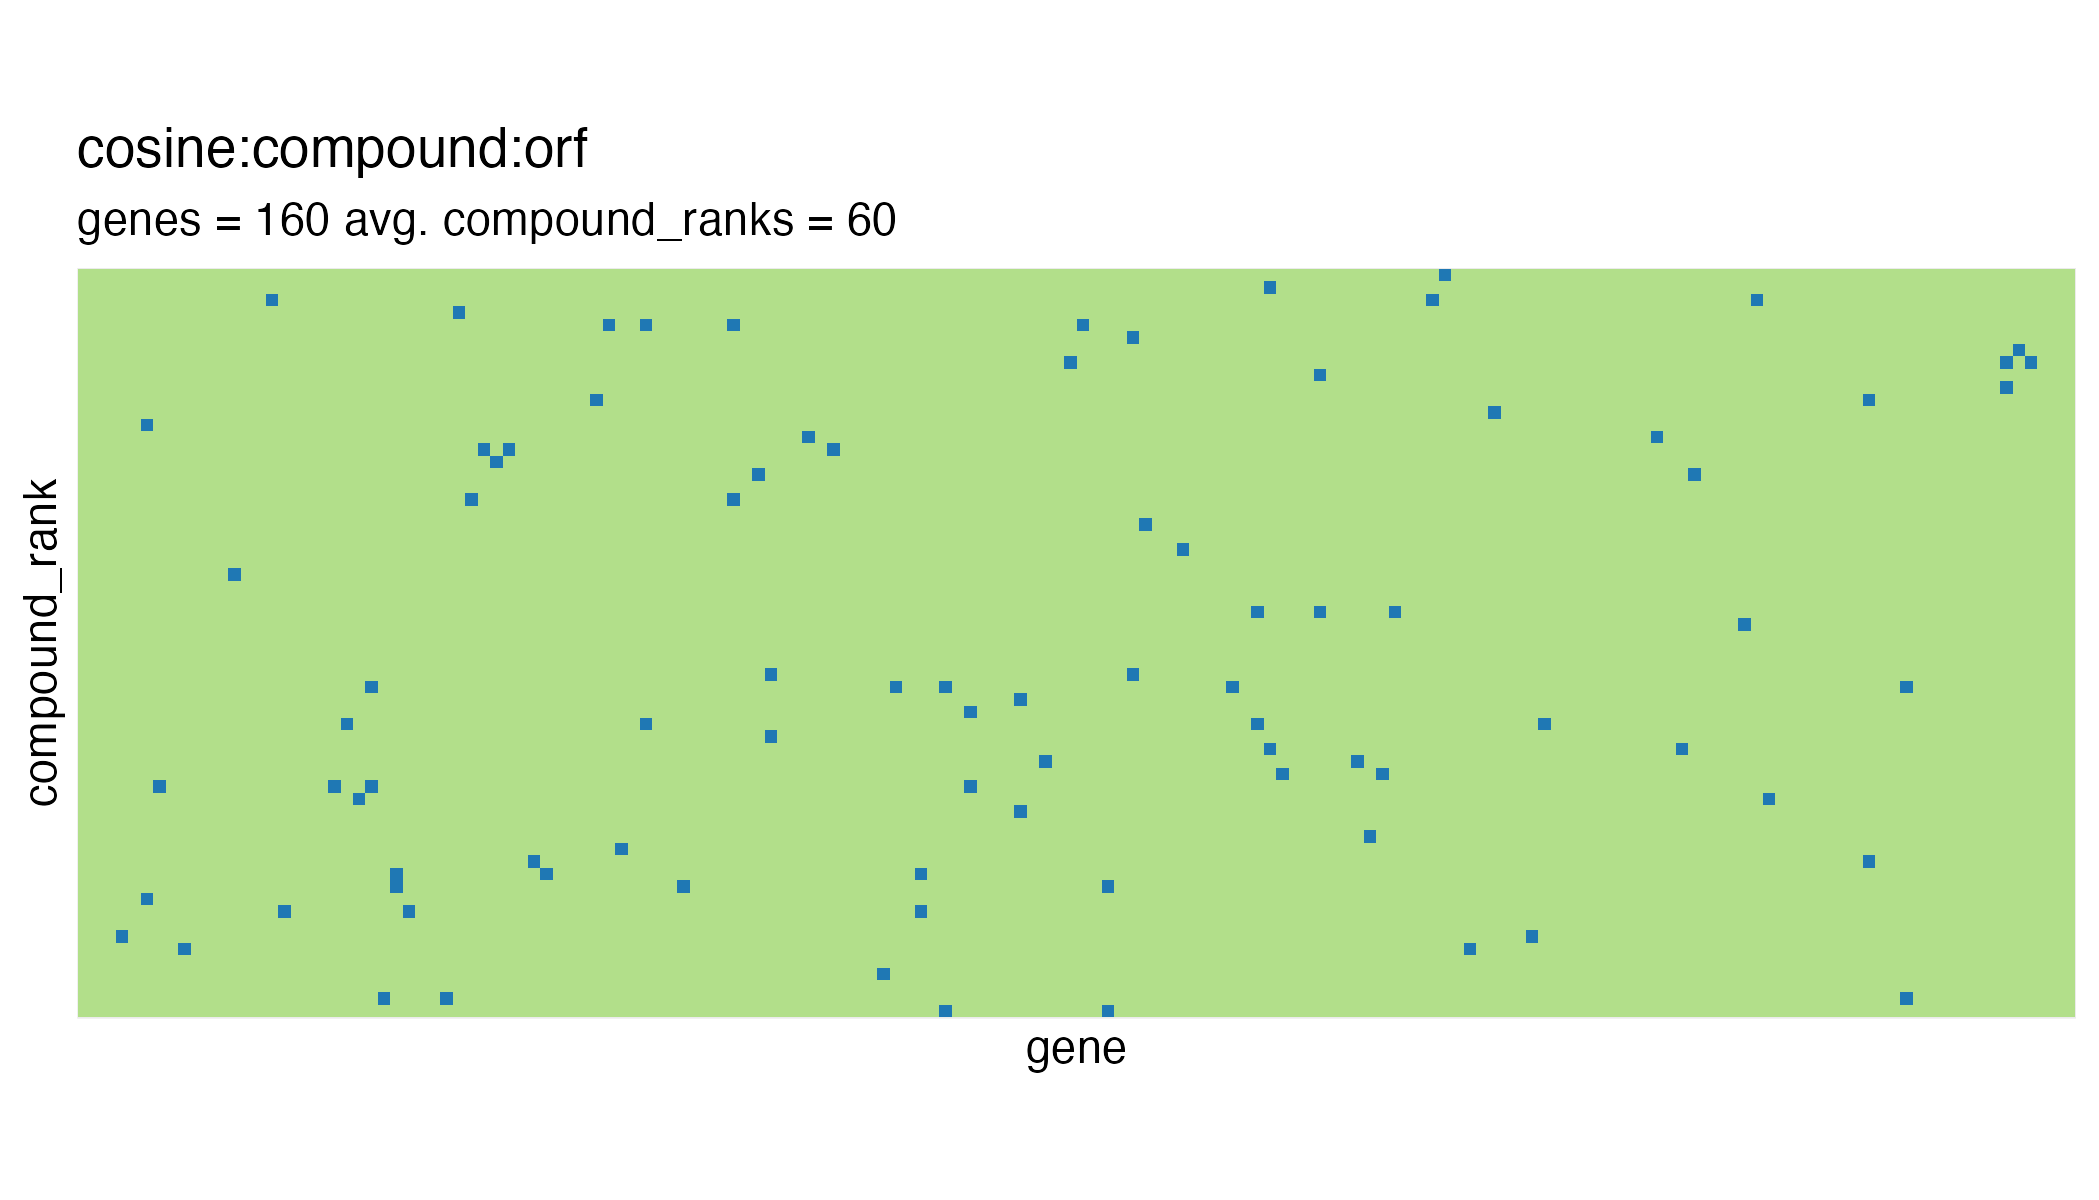 cosine:compound:orf
genes = 160 avg. compound_ranks = 60
compound_rank
gene